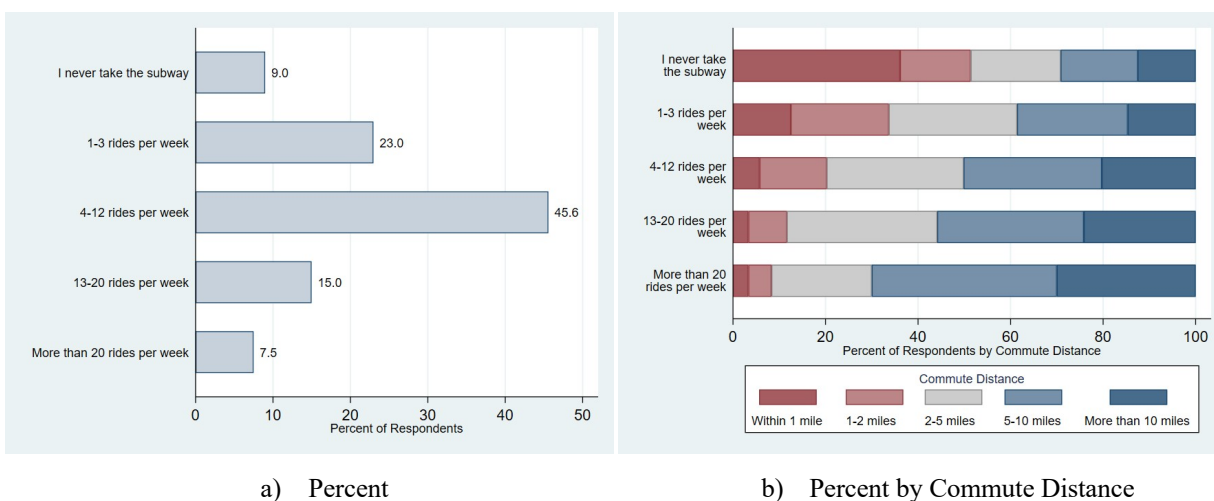 I never take the subway
9.0
1-3 rides per week
23.0
4-12 rides per week
45.6
13-20 rides per week
15.0
More than 20 rides per week
7.5
0 10 20 30 40 50
Percent of Respondents
a) Percent
I never take
the subway
1-3 rides per
week
4-12 rides per
week
13-20 rides per
week
More than 20
rides per week
0 20 40 60 80 100
Percent of Respondents by Commute Distance
Commute Distance
Within 1 mile 1-2 miles 2-5 miles 5-10 miles More than 10 miles
b) Percent by Commute Distance